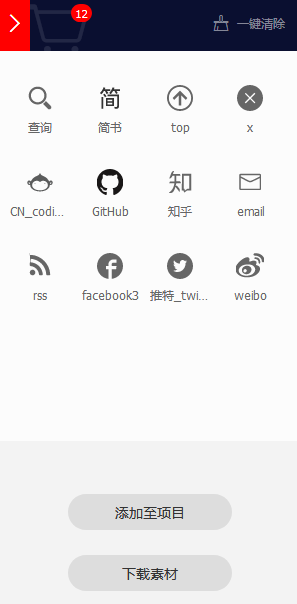 12
一键清除
查询
简
简书
top
x
CN_codi...
GitHub
知
知乎
email
rss
facebook3
推特_twi...
weibo
添加至项目
下载素材